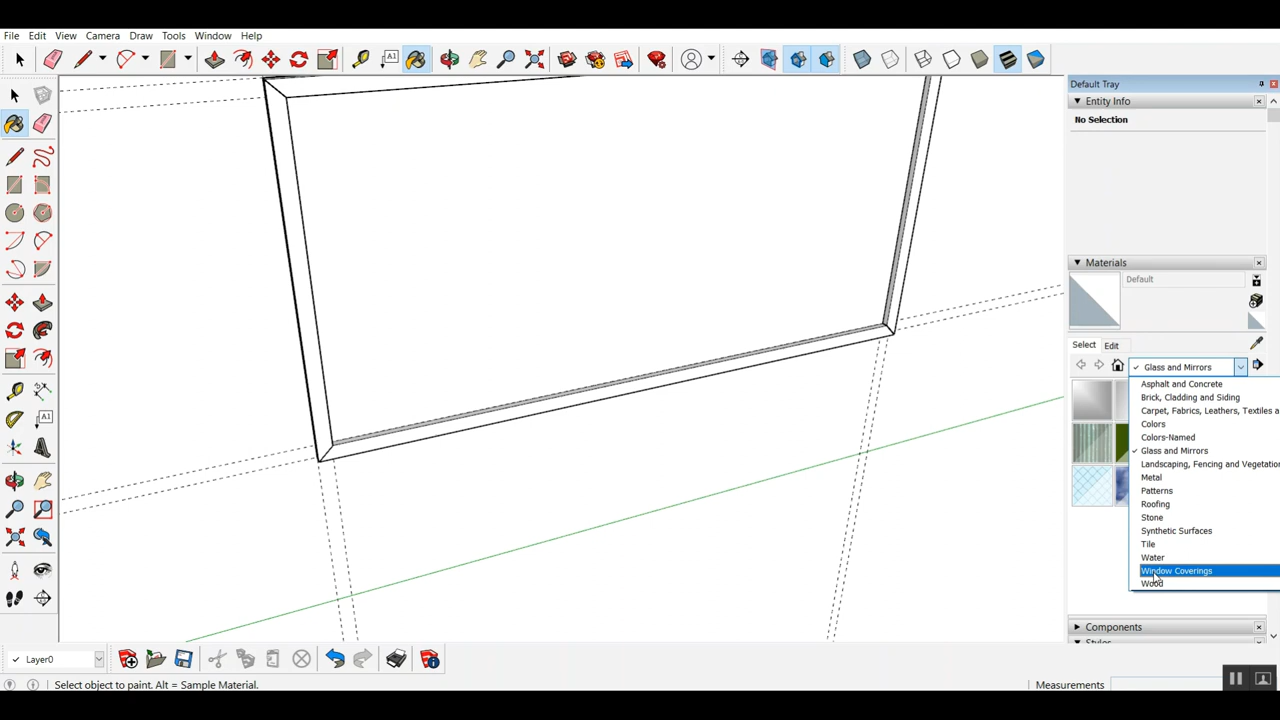 File Edit View Camera Draw Tools Window Help
Default Tray
Entity Info
No Selection
Materials
Default
Select Edit
Glass and Mirrors
Asphalt and Concrete
Brick, Cladding and Siding
Carpet, Fabrics, Leathers, Textiles a
Colors
Colors-Named
Glass and Mirrors
Landscaping, Fencing and Vegetation
Metal
Patterns
Roofing
Stone
Synthetic Surfaces
Tile
Water
Window Coverings
Wood
Components
Layer0
Select object to paint. Alt = Sample Material.
Measurements